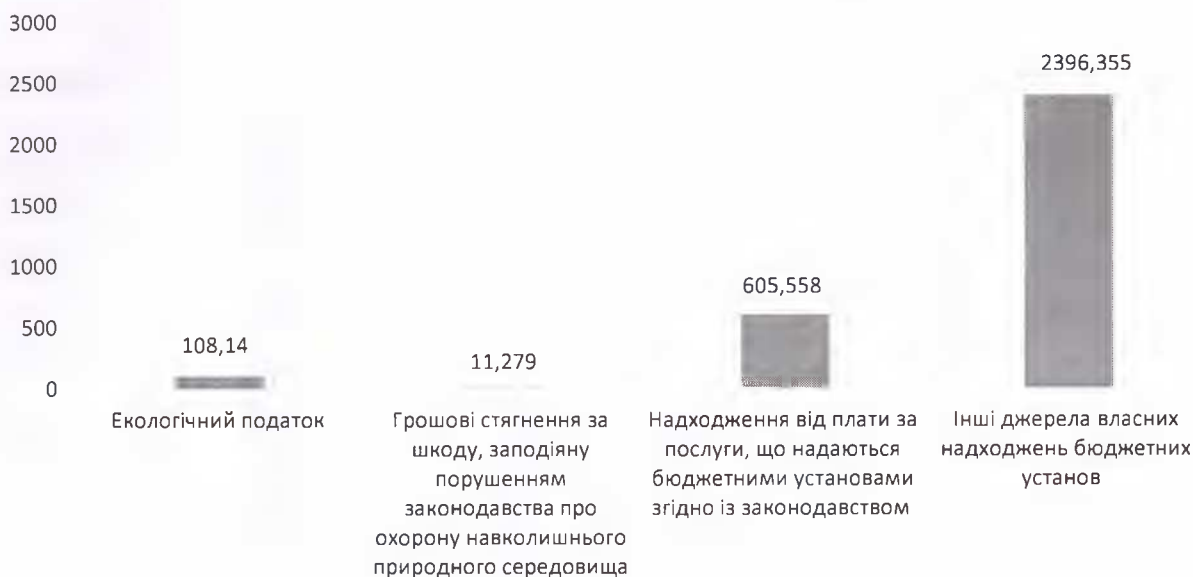 3000
2500
2000
1500
1000
500
0
108,14
11,279
605,558
2396,355
Екологічний податок
Грошові стягнення за
шкоду, заподіяну
порушенням
законодавства про
охорону навколишнього
природного середовища
Надходження від плати за
послуги, що надаються
бюджетними установами
згідно із законодавством
Інші джерела власних
надходжень бюджетних
установ